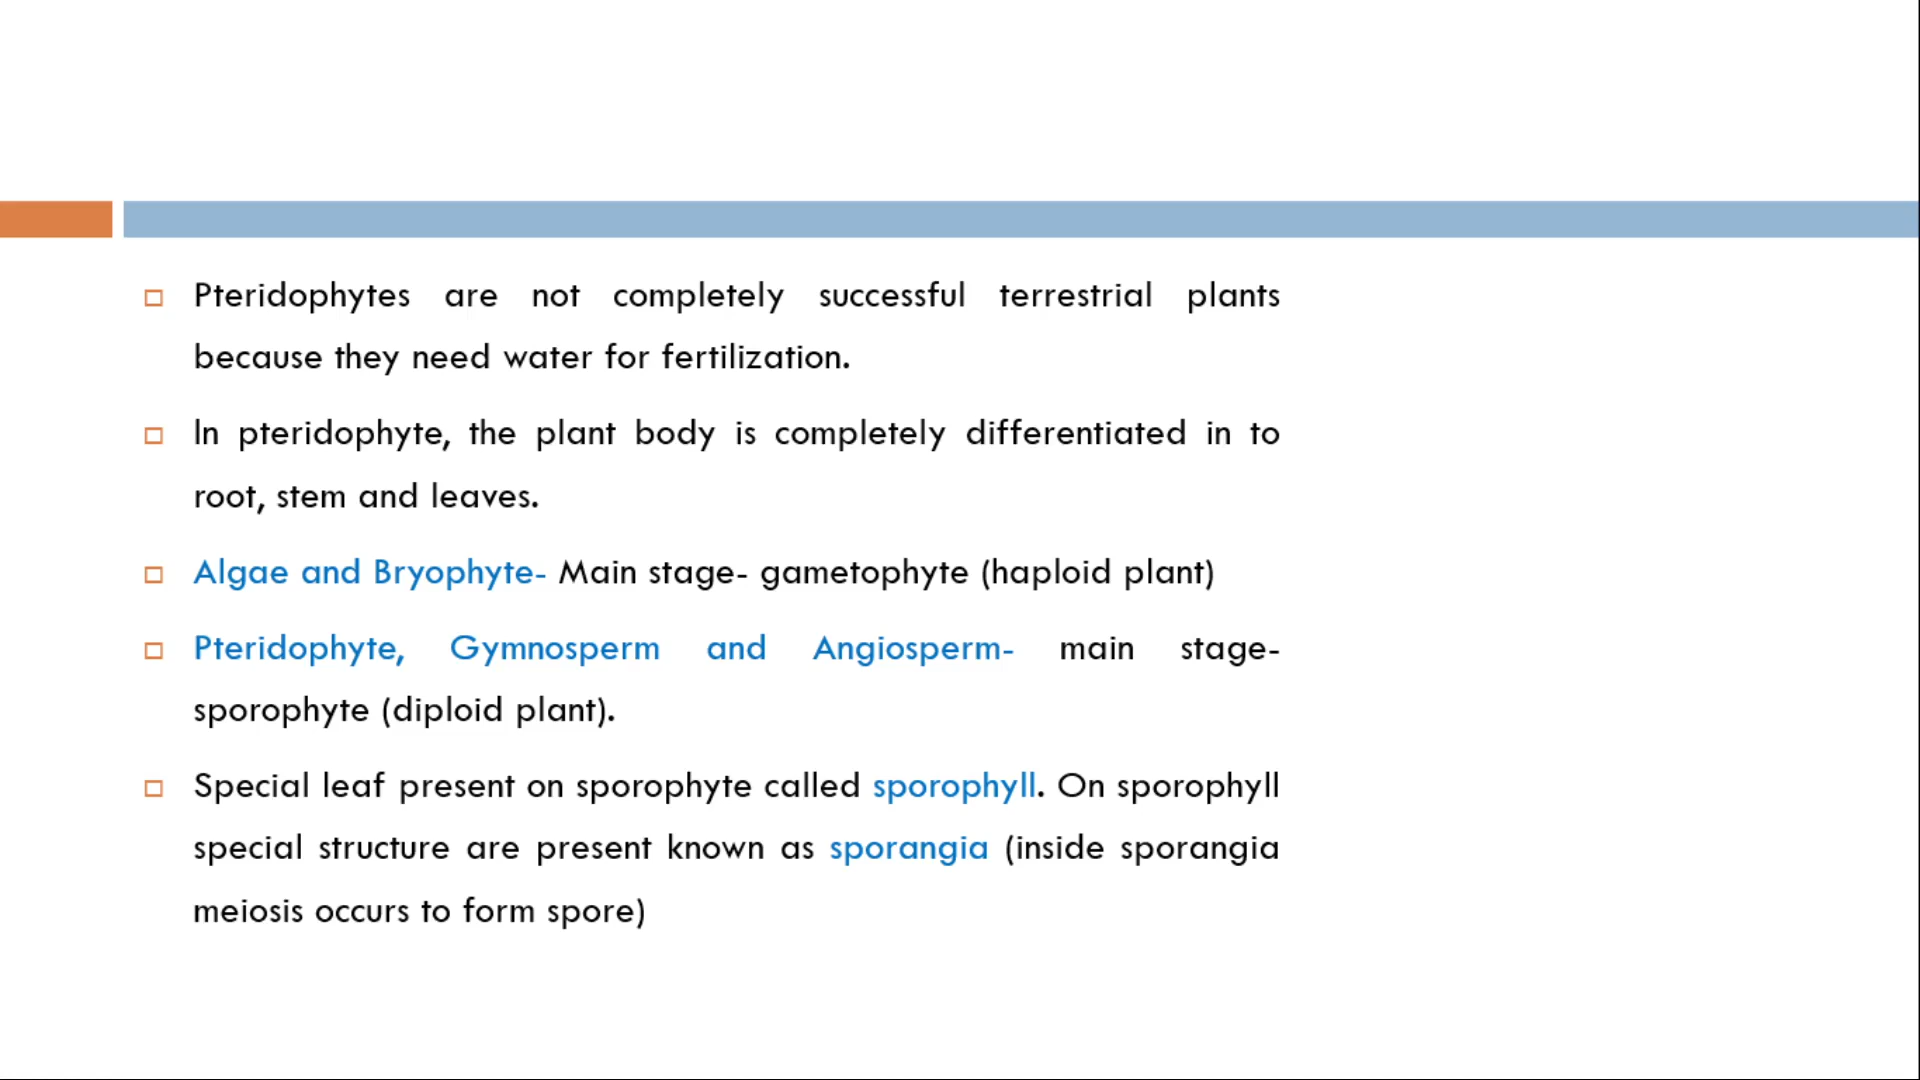 Pteridophytes are not completely successful terrestrial plants
because they need water for fertilization.
In pteridophyte, the plant body is completely differentiated in to
root, stem and leaves.
Algae and Bryophyte- Main stage- gametophyte (haploid plant)
Pteridophyte, Gymnosperm and Angiosperm- main stage-
sporophyte (diploid plant).
Special leaf present on sporophyte called sporophyll. On sporophyll
special structure are present known as sporangia (inside sporangia
meiosis occurs to form spore)